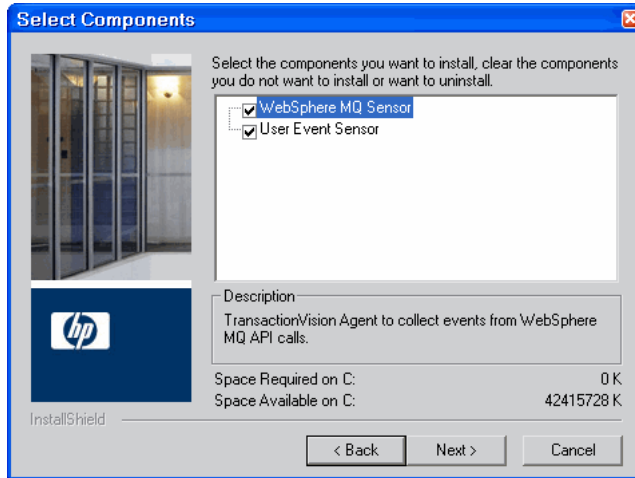 Select Components
Select the components you want to install, clear the components
you do not want to install or want to uninstall.
WebSphere MQ Sensor
User Event Sensor
Description
TransactionVision Agent to collect events from WebSphere
MQ API calls.
Space Required on C: 0 K
Space Available on C: 42415728 K
hp
InstallShield
< Back Next > Cancel